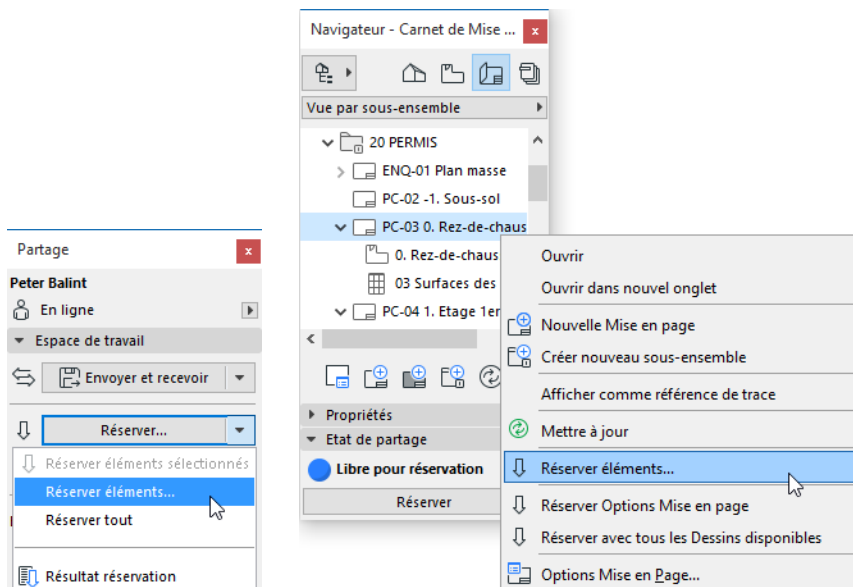 Partage
Peter Balint
En ligne
Espace de travail
Envoyer et recevoir
Réserver...
Réserver éléments sélectionnés
Réserver éléments...
Réserver tout
Résultat réservation
Navigateur - Carnet de Mise ...
Vue par sous-ensemble
20 PERMIS
ENQ-01 Plan masse
PC-02 -1. Sous-sol
PC-03 0. Rez-de-chaus
0. Rez-de-chaus
03 Surfaces des
PC-04 1. Etage 1er
Propriétés
Etat de partage
Libre pour réservation
Réserver
Ouvrir
Ouvrir dans nouvel onglet
Nouvelle Mise en page
Créer nouveau sous-ensemble
Afficher comme référence de trace
Mettre à jour
Réserver éléments...
Réserver Options Mise en page
Réserver avec tous les Dessins disponibles
Options Mise en Page...